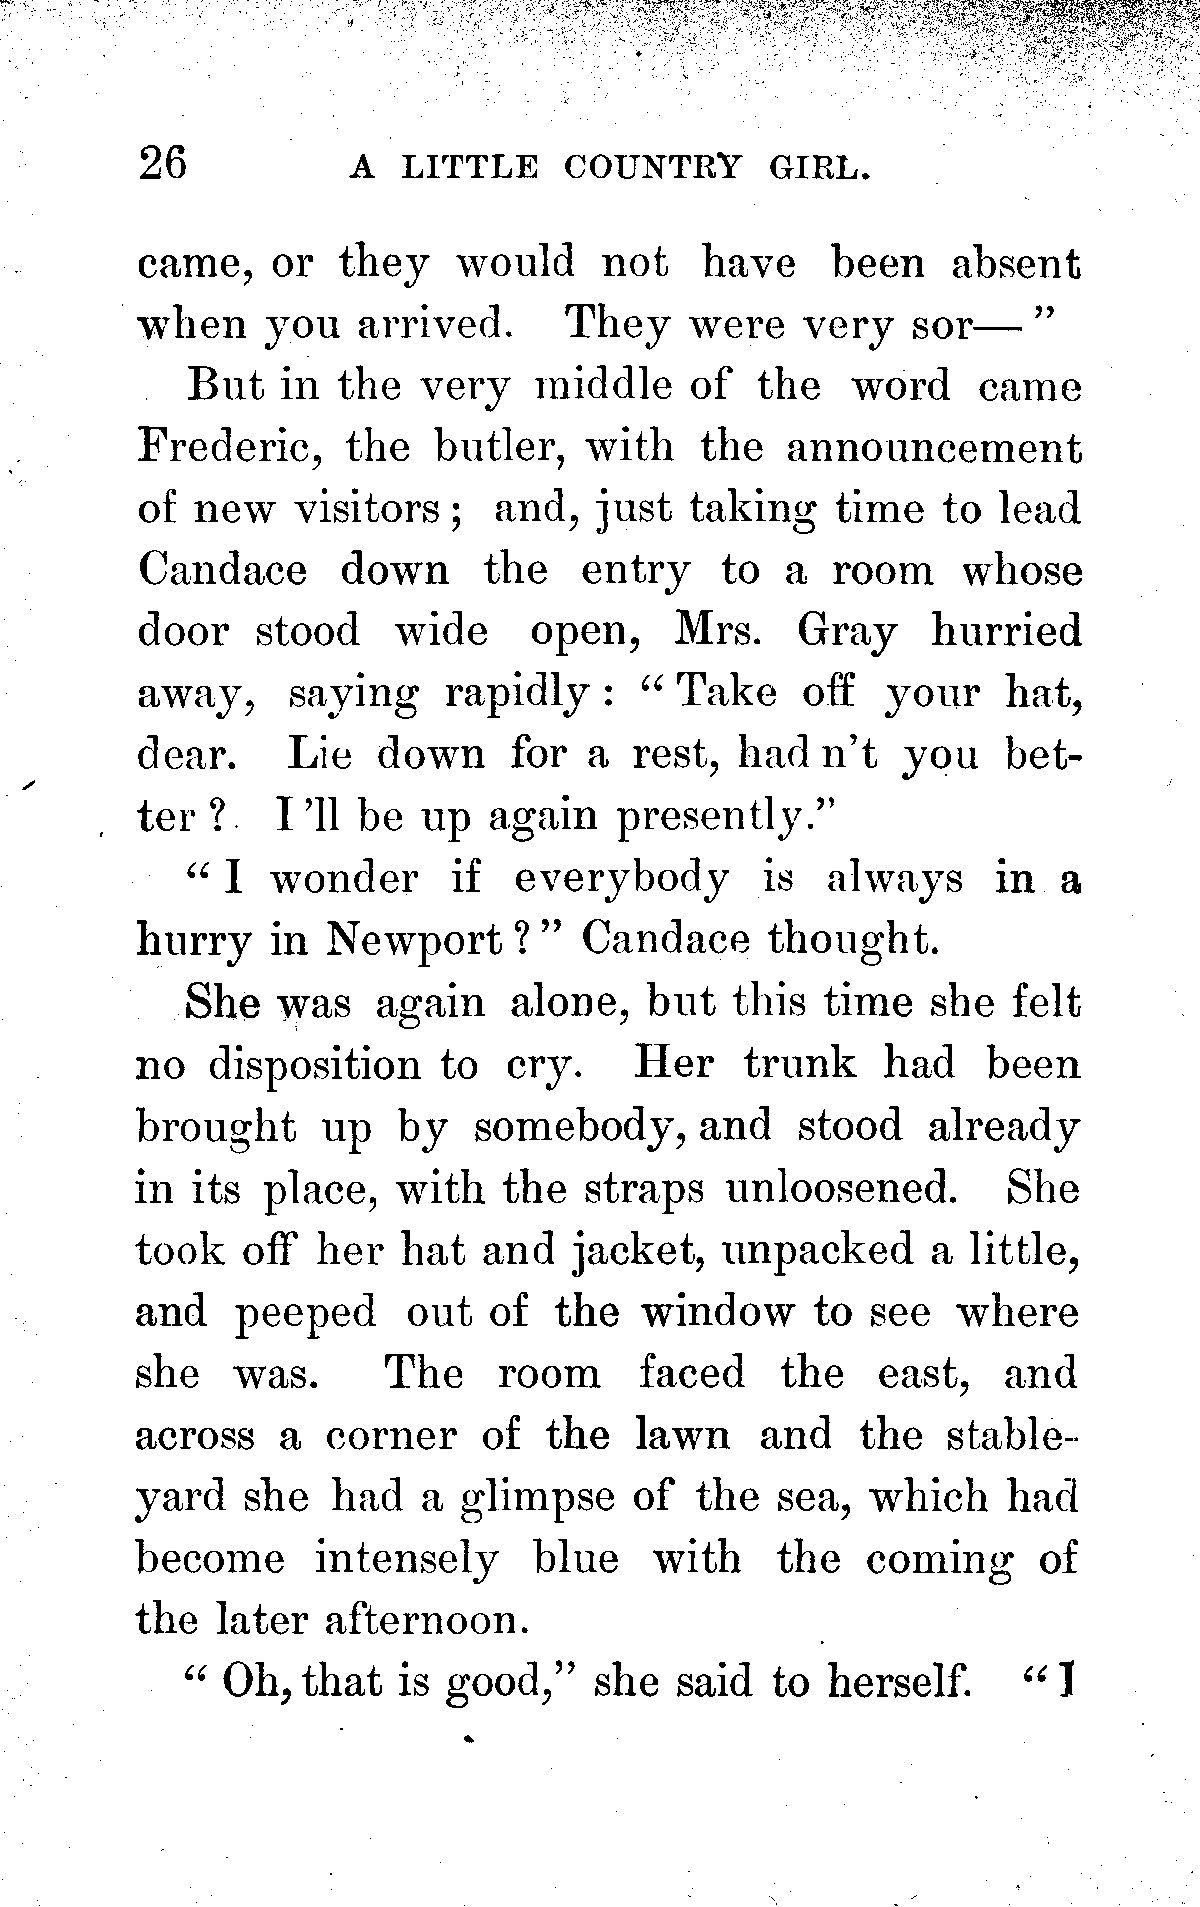 26 A LITTLE COUNTRY GIRL.
came, or they would not have been absent
when you arrived. They were very sor— ”
But in the very middle of the word came
Frederic, the butler, with the announcement
of new visitors ; and, just taking time to lead
Candace down the entry to a room whose
door stood wide open, Mrs. Gray hurried
away, saying rapidly : “ Take off your hat,
dear. Lie down for a rest, had n’t you bet-
ter ? I ’ll be up again presently.”
“ I wonder if everybody is always in a
hurry in Newport ? ” Candace thought.
She was again alone, but this time she felt
no disposition to cry. Her trunk had been
brought up by somebody, and stood already
in its place, with the straps unloosened. She
took off her hat and jacket, unpacked a little,
and peeped out of the window to see where
she was. The room faced the east, and
across a corner of the lawn and the stable-
yard she had a glimpse of the sea, which had
become intensely blue with the coming of
the later afternoon.
“ Oh, that is good,” she said to herself. “ I